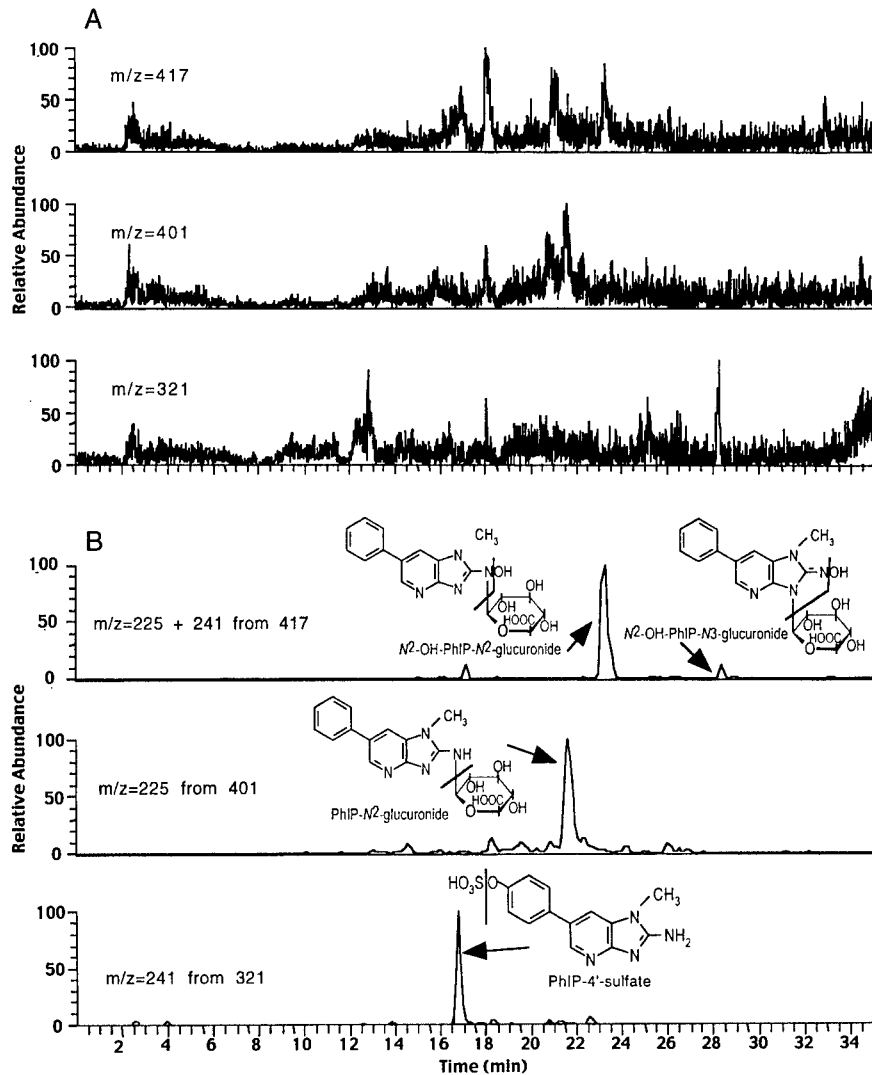 A
Relative Abundance
100
50
0
m/z=417
100
50
0
m/z=401
100
50
0
m/z=321
B
Relative Abundance
100
50
0
m/z=225 + 241 from 417
N
N
N
CH3
NOH
OH
OH
HOOC
O
OH
N2-OH-PhIP-N2-glucuronide
N
N
N
CH3
NOH
OH
OH
HOOC
O
OH
N2-OH-PhIP-N3-glucuronide
100
50
0
m/z=225 from 401
N
N
N
CH3
NH
OH
OH
HOOC
O
OH
PhIP-N2-glucuronide
100
50
0
m/z=241 from 321
HO3S O
N
N
N
CH3
NH2
PhIP-4'-sulfate
2 4 6 8 10 12 14 16 18 20 22 24 26 28 30 32 34
Time (min)